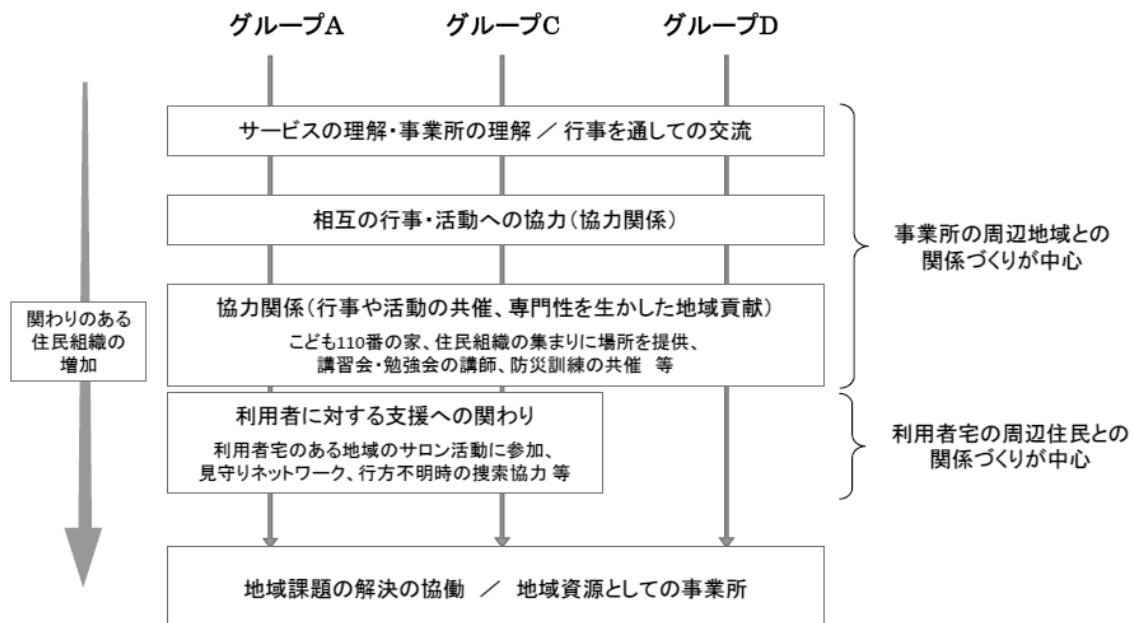 グループA
グループC
グループD
サービスの理解・事業所の理解 ／ 行事を通しての交流
相互の行事・活動への協力（協力関係）
事業所の周辺地域との
関係づくりが中心
協力関係（行事や活動の共催、専門性を生かした地域貢献）
こども110番の家、住民組織の集まりに場所を提供、
講習会・勉強会の講師、防災訓練の共催 等
関わりのある
住民組織の
増加
利用者に対する支援への関わり
利用者宅のある地域のサロン活動に参加、
見守りネットワーク、行方不明時の捜索協力 等
利用者宅の周辺住民との
関係づくりが中心
地域課題の解決の協働 ／ 地域資源としての事業所